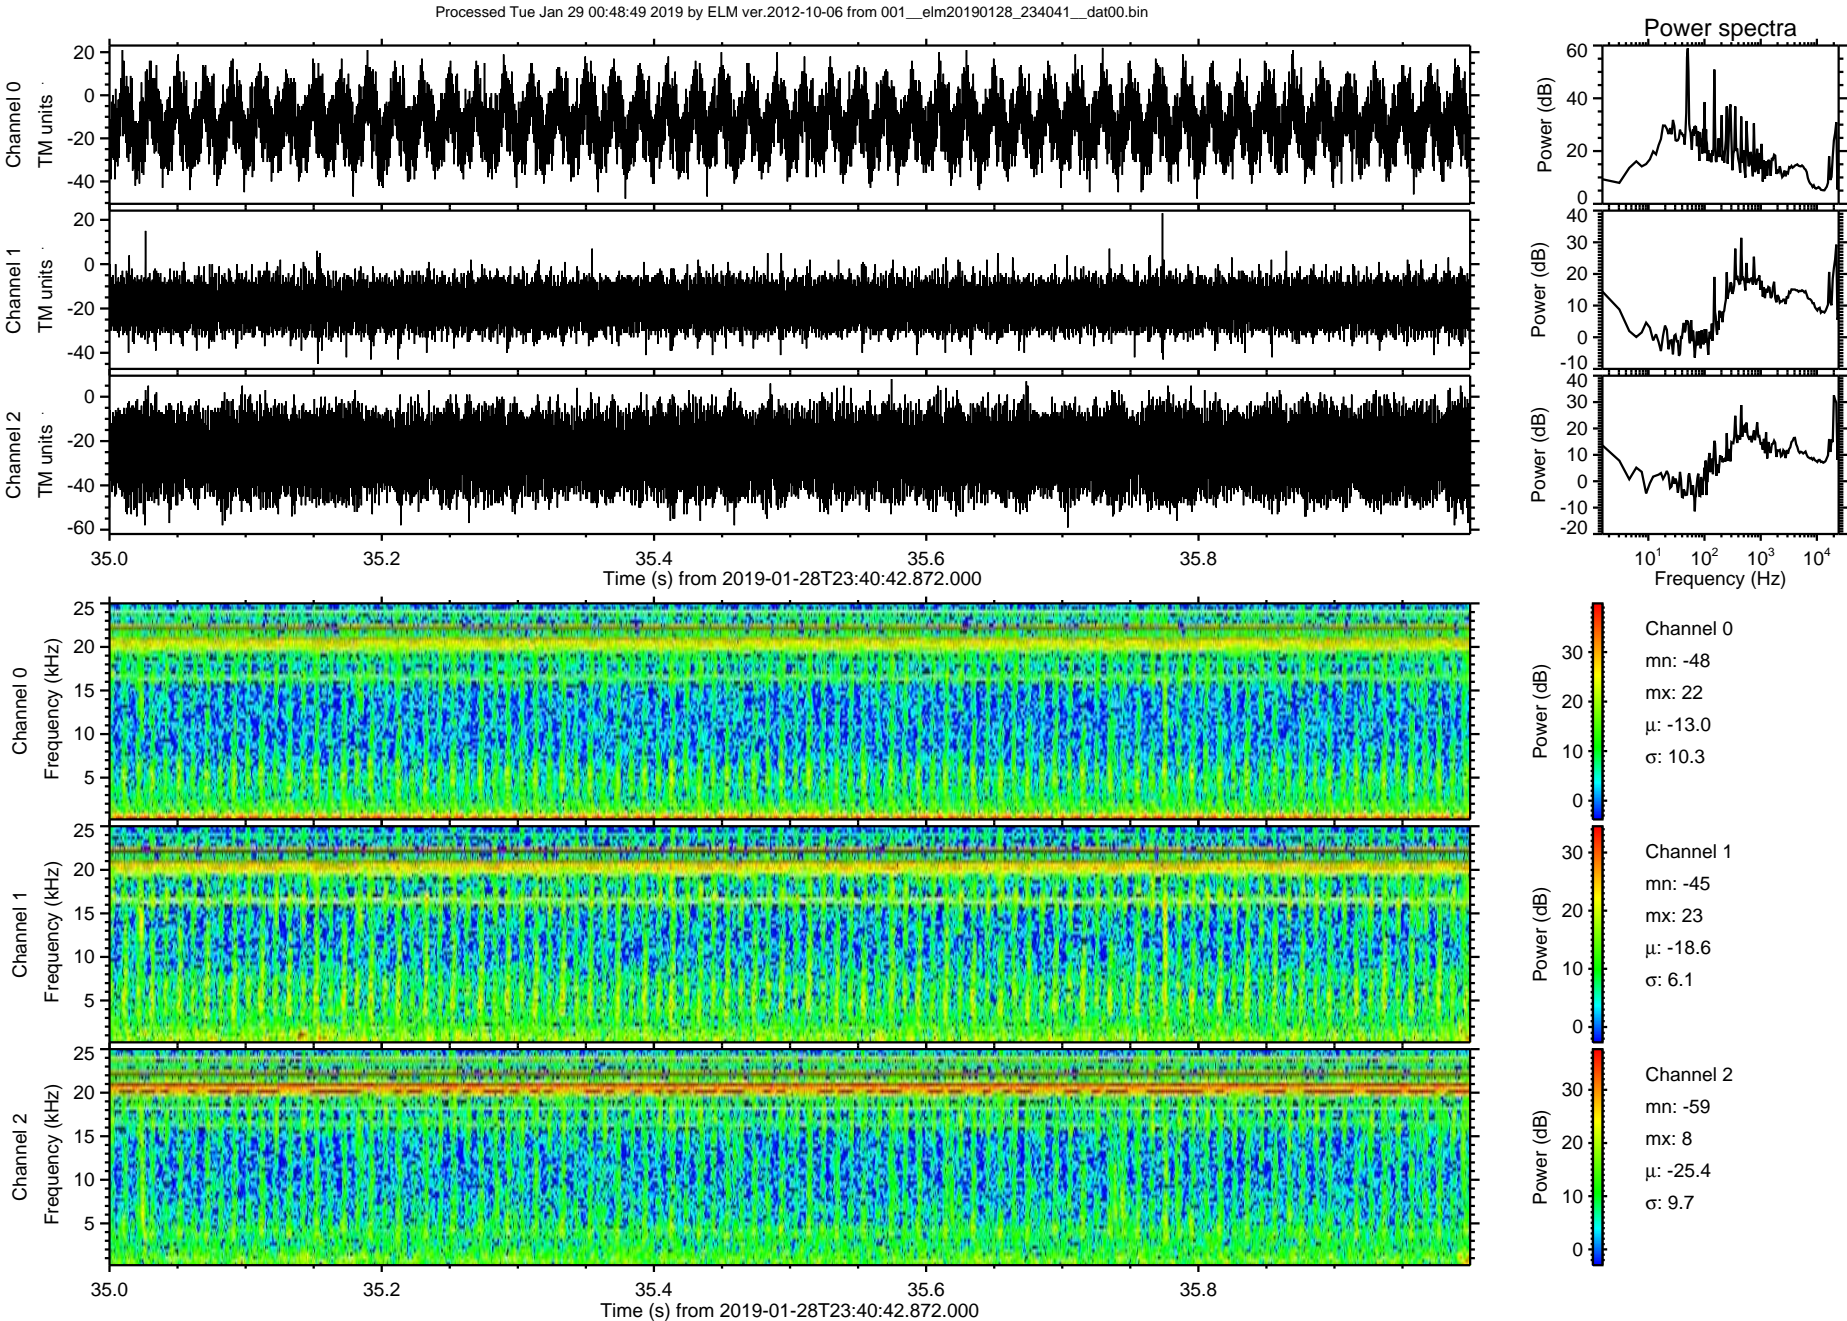 Processed Tue Jan 29 00:48:49 2019 by ELM ver.2012-10-06 from 001__elm20190128_234041__dat00.bin
Power spectra
Channel 0
TM units
20
0
-20
-40
Power (dB)
60
40
20
0
Channel 1
TM units
20
0
-20
-40
Power (dB)
40
30
20
10
0
-10
Channel 2
TM units
0
-20
-40
-60
Power (dB)
40
30
20
10
0
-10
-20
35.0 35.2 35.4 35.6 35.8
Time (s) from 2019-01-28T23:40:42.872.000
10¹ 10² 10³ 10⁴
Frequency (Hz)
Channel 0
Frequency (kHz)
25
20
15
10
5
Power (dB)
30
20
10
0
Channel 0
mn: -48
mx: 22
μ: -13.0
σ: 10.3
Channel 1
Frequency (kHz)
25
20
15
10
5
Power (dB)
30
20
10
0
Channel 1
mn: -45
mx: 23
μ: -18.6
σ: 6.1
Channel 2
Frequency (kHz)
25
20
15
10
5
Power (dB)
30
20
10
0
Channel 2
mn: -59
mx: 8
μ: -25.4
σ: 9.7
35.0 35.2 35.4 35.6 35.8
Time (s) from 2019-01-28T23:40:42.872.000